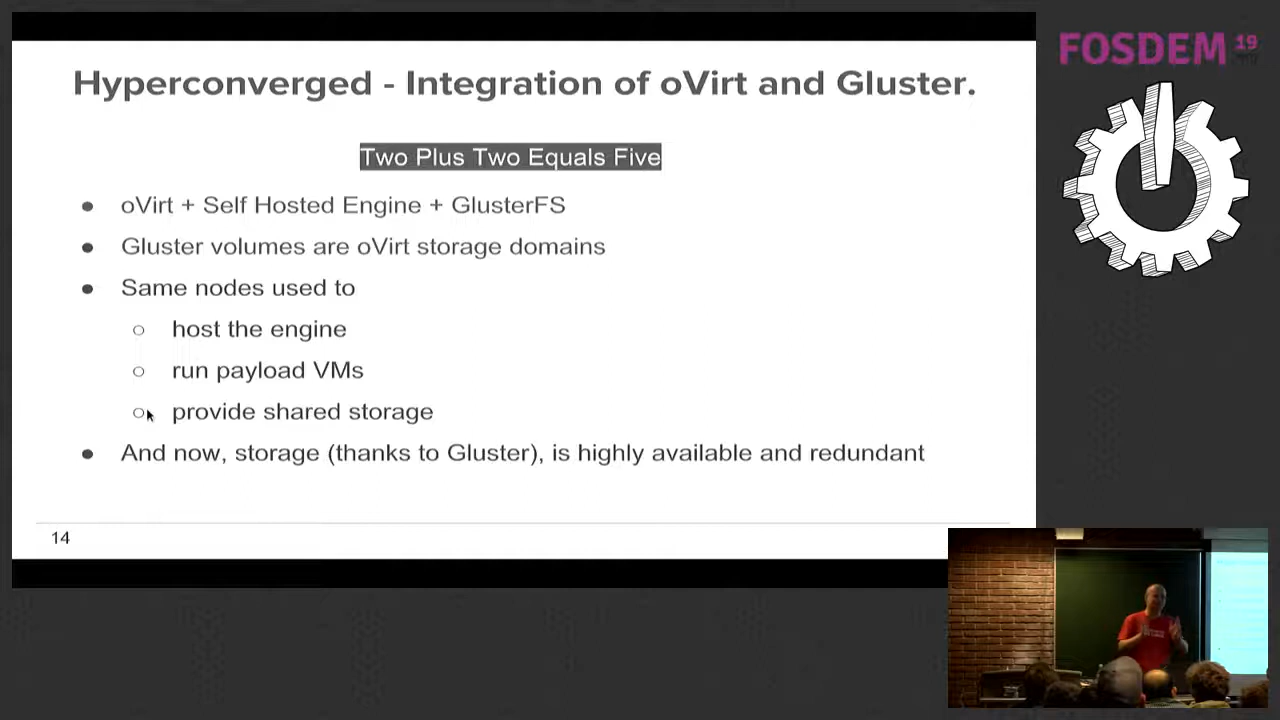 Hyperconverged - Integration of oVirt and Gluster.
Two Plus Two Equals Five
● oVirt + Self Hosted Engine + GlusterFS
● Gluster volumes are oVirt storage domains
● Same nodes used to
○ host the engine
○ run payload VMs
○ provide shared storage
● And now, storage (thanks to Gluster), is highly available and redundant
14
FOSDEM 19